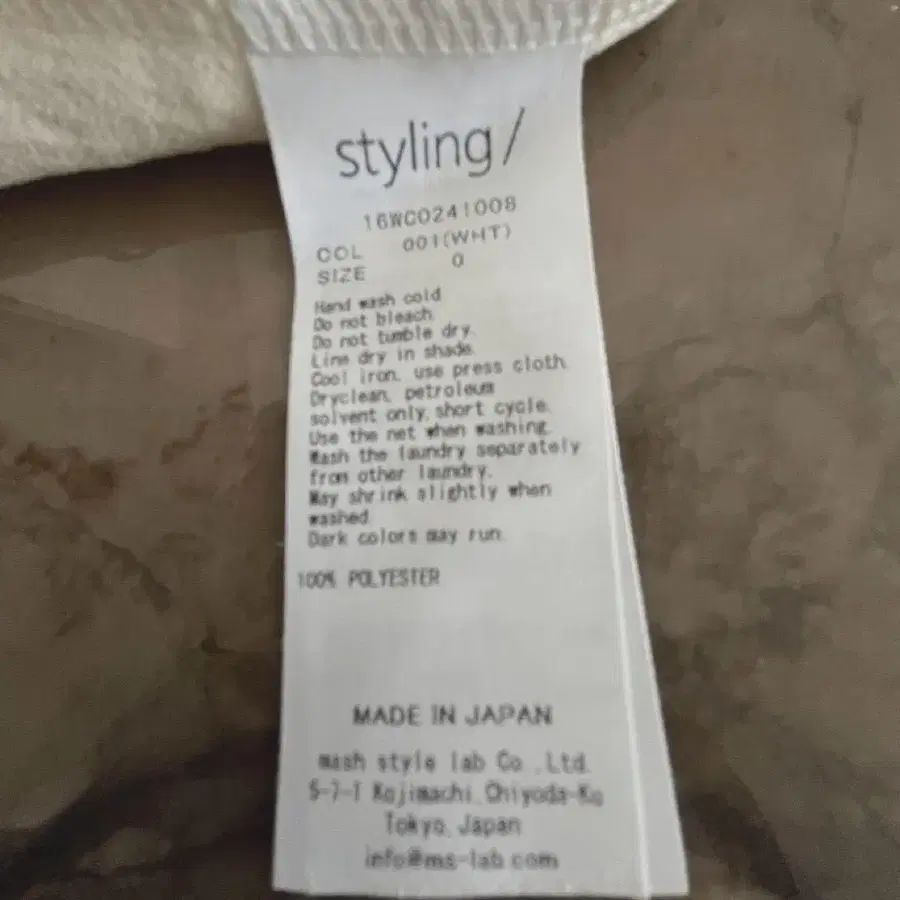 styling/
16WCO241008
COL 001(WHT)
SIZE 0
Hand wash cold
Do not bleach
Do not tumble dry.
Line dry in shade.
Cool iron, use press cloth.
Dryclean, petroleum
solvent only, short cycle.
Use the net when washing.
Wash the laundry separately
from other laundry.
May shrink slightly when
washed.
Dark colors may run.
100% POLYESTER
MADE IN JAPAN
mash style lab Co.,Ltd.
5-7-1 Kojimachi,Chiyoda-Ku
Tokyo,Japan
info@ms-lab.com